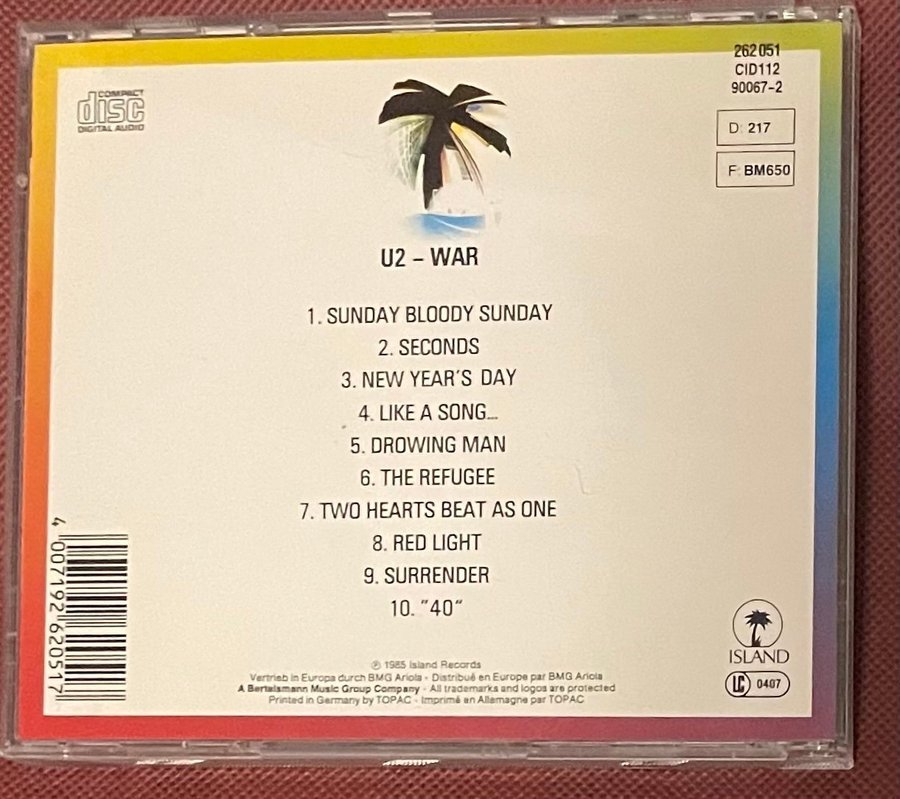 COMPACT
disc
DIGITAL AUDIO
262 051
CID112
90067-2
D: 217
F: BM650
U2 – WAR
1. SUNDAY BLOODY SUNDAY
2. SECONDS
3. NEW YEAR'S DAY
4. LIKE A SONG...
5. DROWING MAN
6. THE REFUGEE
7. TWO HEARTS BEAT AS ONE
8. RED LIGHT
9. SURRENDER
10. "40"
4 007192 620517
℗ 1985 Island Records
Vertrieb in Europa durch BMG Ariola - Distribué en Europe par BMG Ariola
A Bertelsmann Music Group Company - All trademarks and logos are protected
Printed in Germany by TOPAC - Imprimé en Allemagne par TOPAC
ISLAND
LC 0407